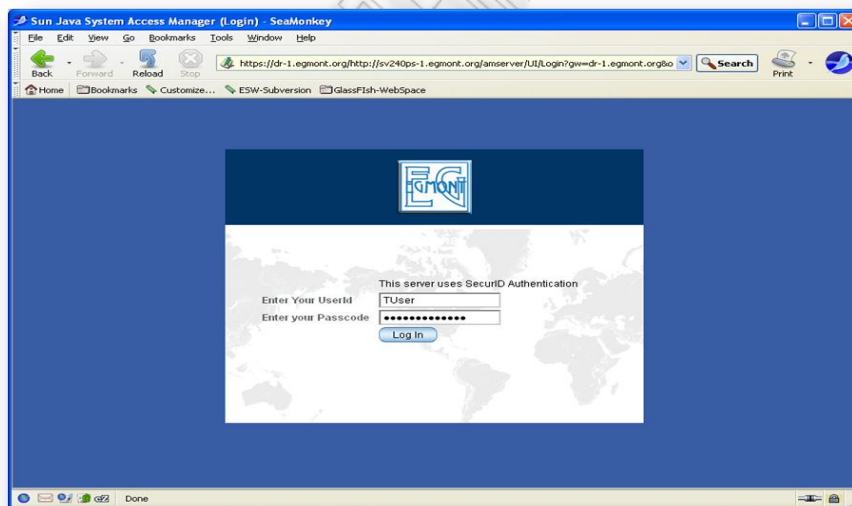 Sun Java System Access Manager (Login) - SeaMonkey
File Edit View Go Bookmarks Tools Window Help
Back Forward Reload Stop https://dr-1.egmont.org/http://sv240ps-1.egmont.org/amserver/UI/Login?gw=dr-1.egmont.org&o Search Print
Home Bookmarks Customize... ESW-Subversion GlassFIsh-WebSpace
EGMONT
This server uses SecurID Authentication
Enter Your UserId TUser
Enter your Passcode •••••••••••••
Log In
Done